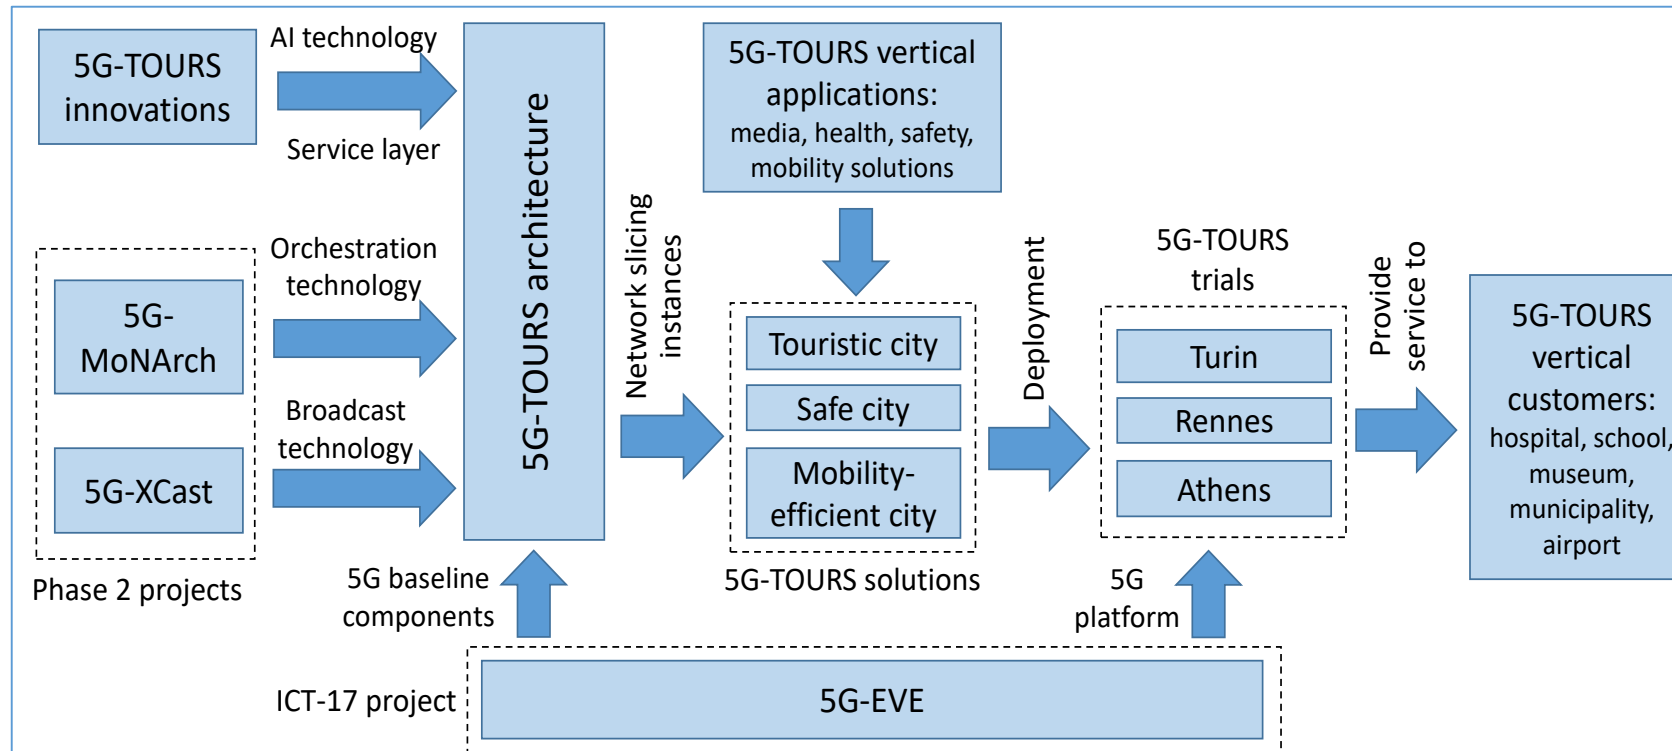 5G-TOURS
innovations
AI technology
Service layer
5G-MoNArch
Orchestration
technology
5G-XCast
Broadcast
technology
Phase 2 projects
5G-TOURS architecture
5G baseline
components
Network slicing
instances
5G-TOURS vertical
applications:
media, health, safety,
mobility solutions
Touristic city
Safe city
Mobility-
efficient city
5G-TOURS solutions
Deployment
5G-TOURS
trials
Turin
Rennes
Athens
5G
platform
Provide
service to
5G-TOURS
vertical
customers:
hospital, school,
museum,
municipality,
airport
ICT-17 project
5G-EVE